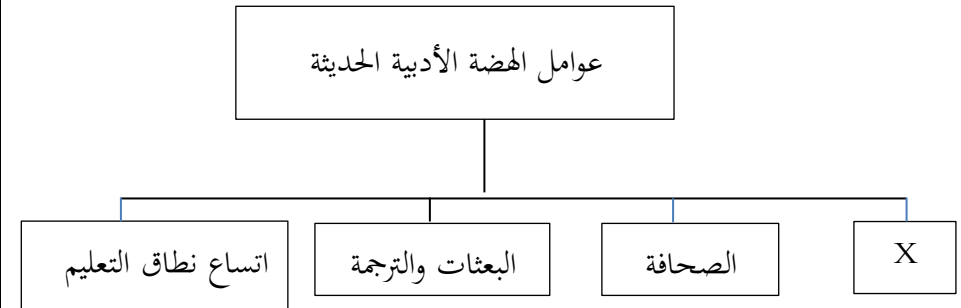 عوامل الهضة الأدبية الحديثة
X
الصحافة
البعثات والترجمة
اتساع نطاق التعليم